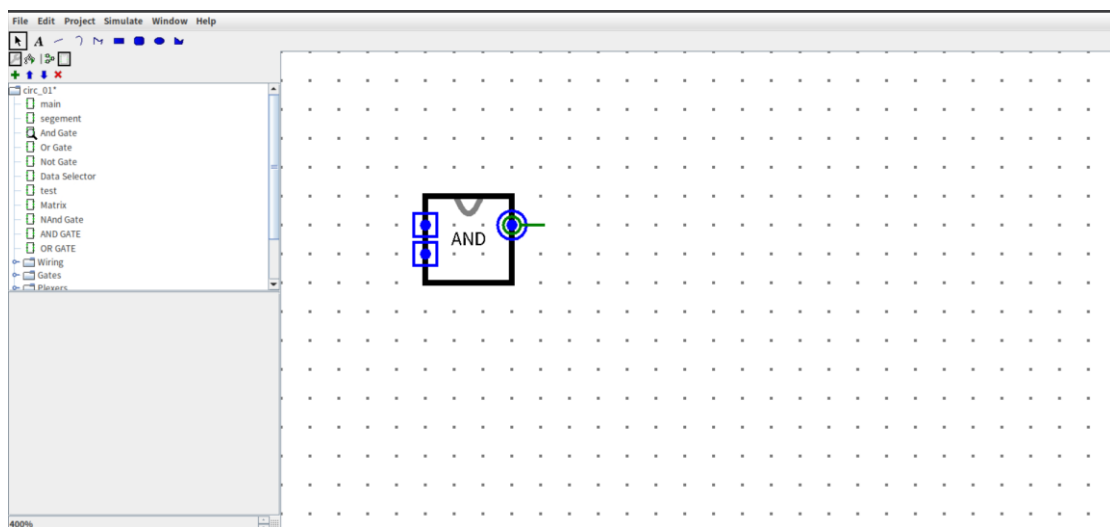 File Edit Project Simulate Window Help
A
circ_01*
main
segement
And Gate
Or Gate
Not Gate
Data Selector
test
Matrix
NAnd Gate
AND GATE
OR GATE
Wiring
Gates
Plexers
AND
400%